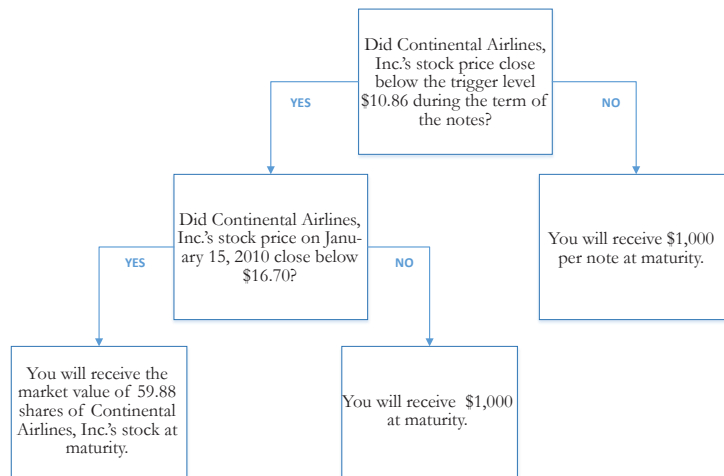 Did Continental Airlines,
Inc.'s stock price close
below the trigger level
$10.86 during the term of
the notes?
YES
NO
Did Continental Airlines,
Inc.'s stock price on Janu-
ary 15, 2010 close below
$16.70?
You will receive $1,000
per note at maturity.
YES
NO
You will receive the
market value of 59.88
shares of Continental
Airlines, Inc.'s stock at
maturity.
You will receive $1,000
at maturity.